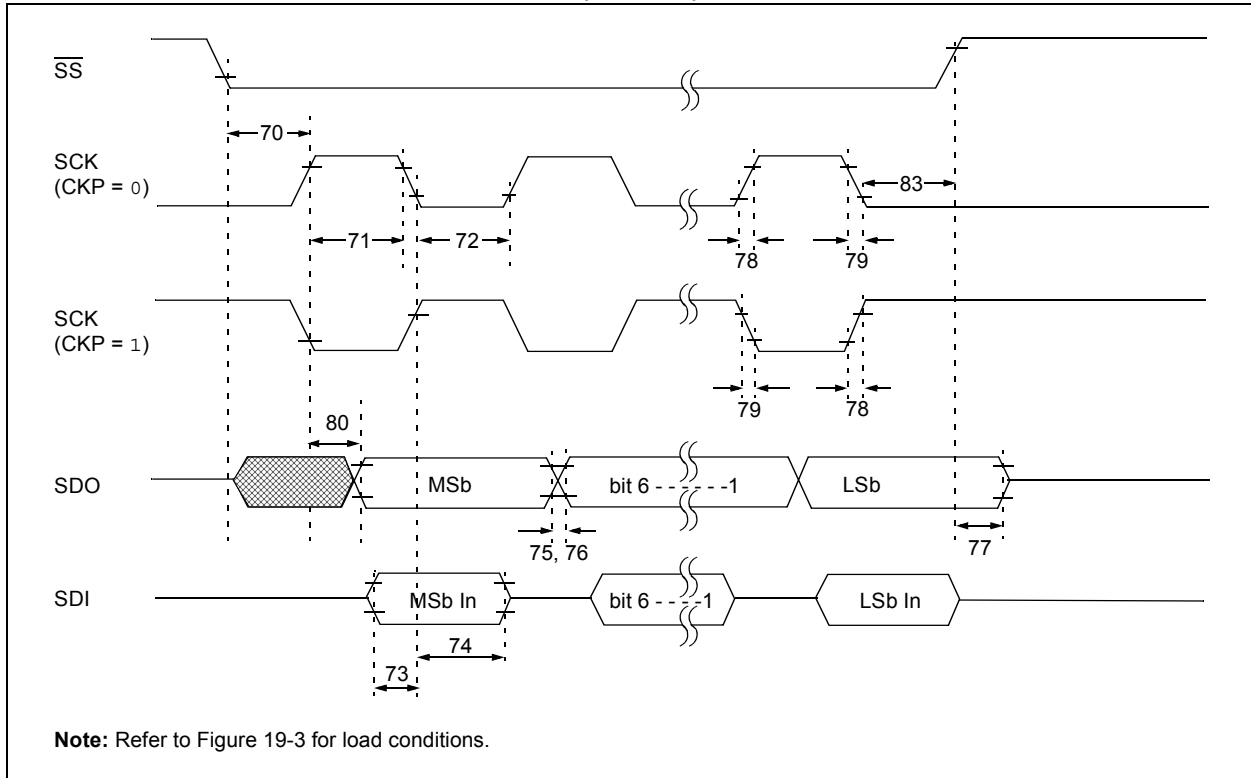 SS
70
SCK
(CKP = 0)
83
71
72
78
79
SCK
(CKP = 1)
79
78
80
SDO
MSb
bit 6 - - - - - -1
LSb
75, 76
77
SDI
MSb In
bit 6 - - - -1
LSb In
74
73
Note: Refer to Figure 19-3 for load conditions.